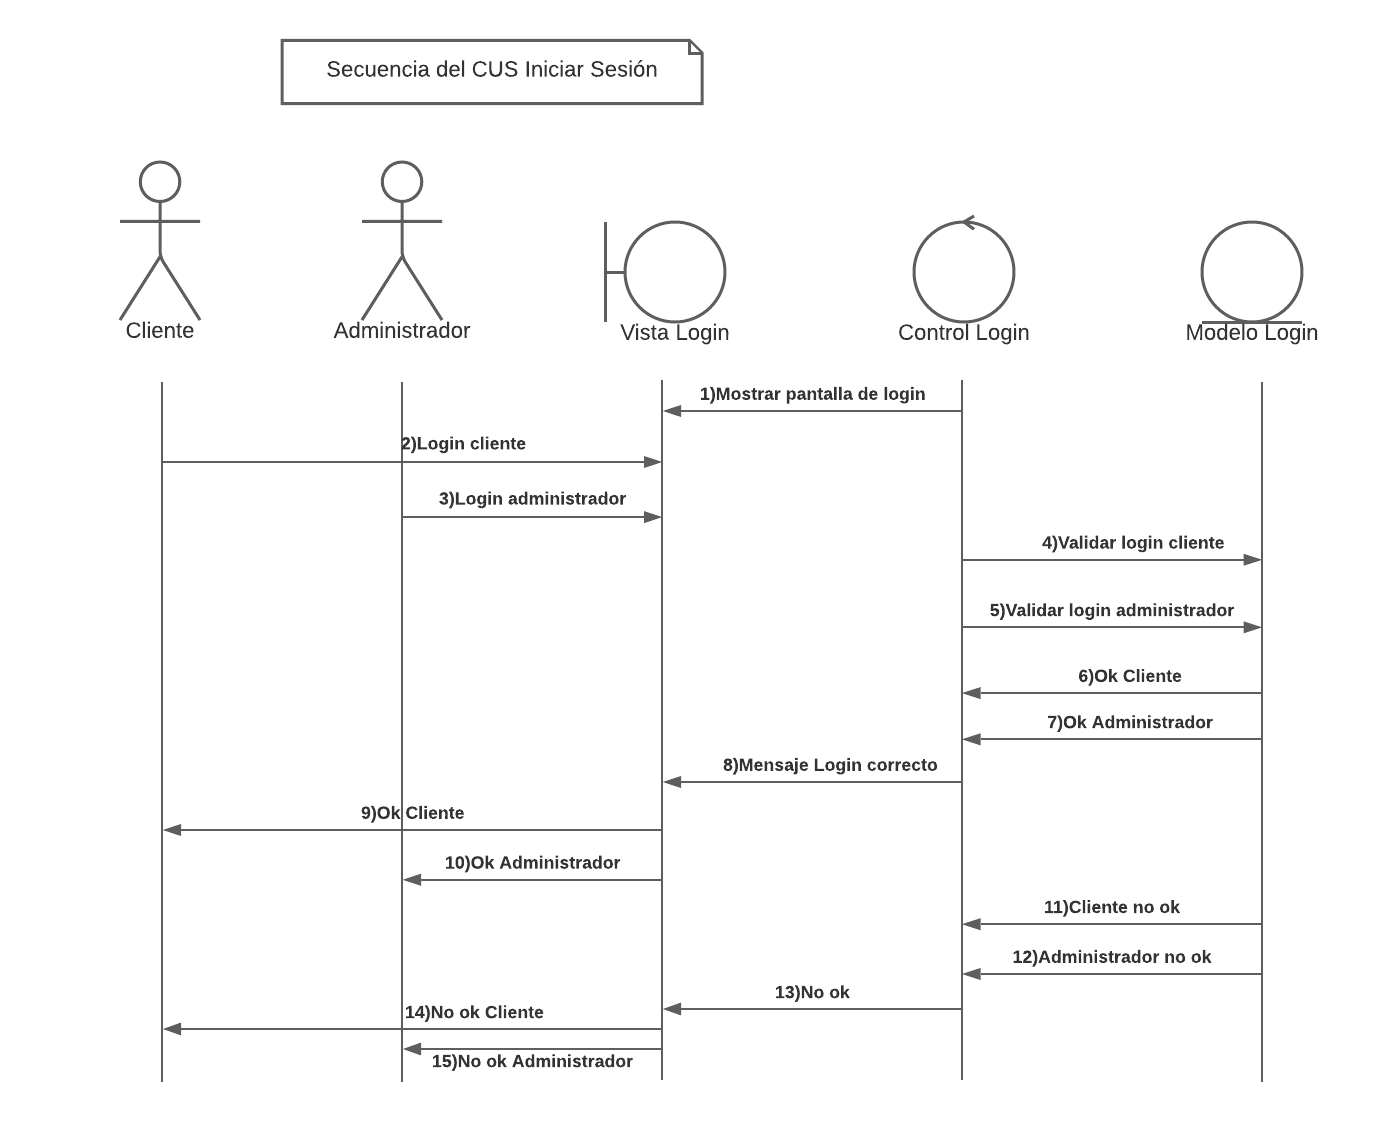 Secuencia del CUS Iniciar Sesión
Cliente
Administrador
Vista Login
Control Login
Modelo Login
1)Mostrar pantalla de login
2)Login cliente
3)Login administrador
4)Validar login cliente
5)Validar login administrador
6)Ok Cliente
7)Ok Administrador
8)Mensaje Login correcto
9)Ok Cliente
10)Ok Administrador
11)Cliente no ok
12)Administrador no ok
13)No ok
14)No ok Cliente
15)No ok Administrador